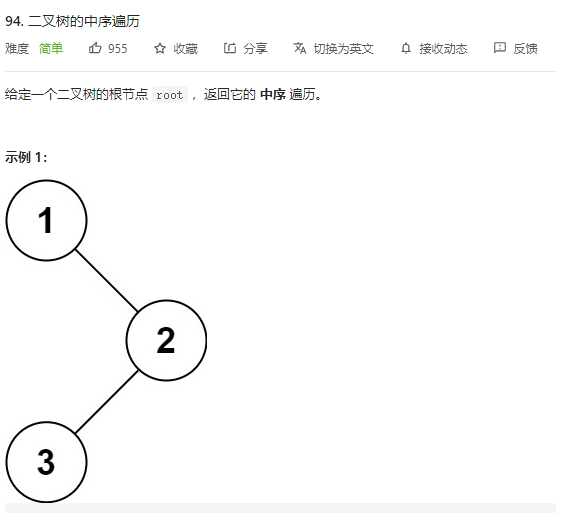 94. 二叉树的中序遍历
难度 简单 955 收藏 分享 切换为英文 接收动态 反馈
给定一个二叉树的根节点 root ，返回它的 中序 遍历。
示例 1：
1
2
3